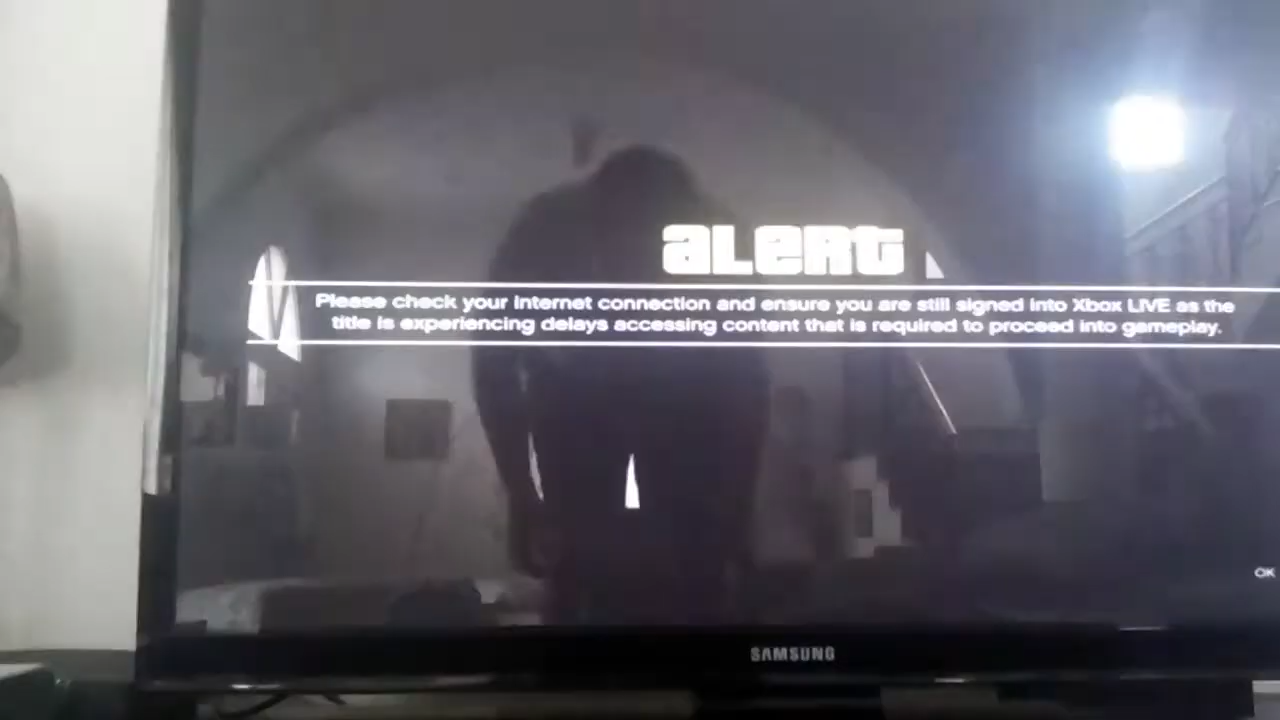 ALERT
Please check your internet connection and ensure you are still signed into Xbox LIVE as the
title is experiencing delays accessing content that is required to proceed into gameplay.
OK
SAMSUNG